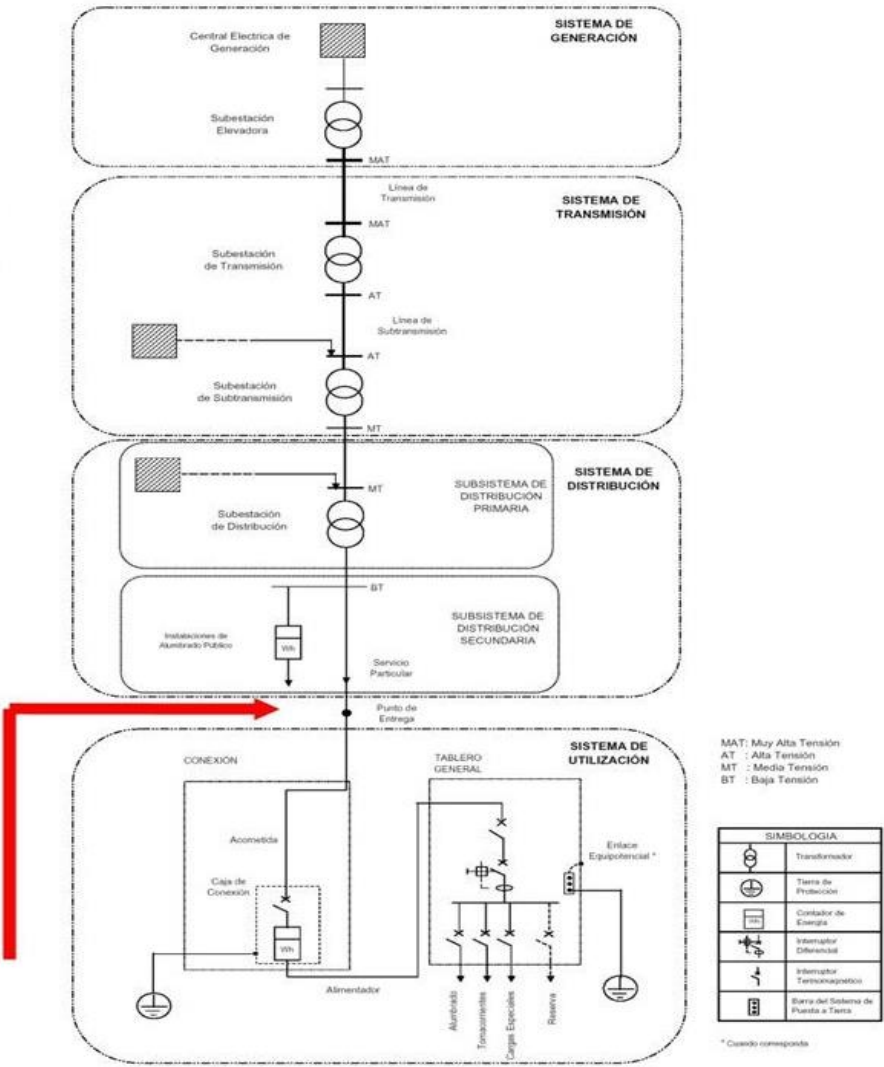 Central Electrica de
Generación
SISTEMA DE
GENERACIÓN
Subestación
Elevadora
MAT
Línea de
Transmisión
SISTEMA DE
TRANSMISIÓN
MAT
Subestación
de Transmisión
AT
Línea de
Subtransmisión
AT
Subestación
de Subtransmisión
MT
SISTEMA DE
DISTRIBUCIÓN
SUBSISTEMA DE
DISTRIBUCIÓN
PRIMARIA
MT
Subestación
de Distribución
BT
SUBSISTEMA DE
DISTRIBUCIÓN
SECUNDARIA
Instalaciones de
Alumbrado Público
Wh
Servicio
Particular
Punto de
Entrega
SISTEMA DE
UTILIZACIÓN
CONEXIÓN
TABLERO
GENERAL
Acometida
Enlace
Equipotencial *
Caja de
Conexión
Wh
Alimentador
Alumbrado
Tomacorrientes
Cargas Especiales
Reserva
MAT: Muy Alta Tensión
AT : Alta Tensión
MT : Media Tensión
BT : Baja Tensión
SIMBOLOGIA
Transformador
Tierra de
Protección
Wh
Contador de
Energía
Interruptor
Diferencial
Interruptor
Termomagnético
Barra del Sistema de
Puesta a Tierra
* Cuando corresponda